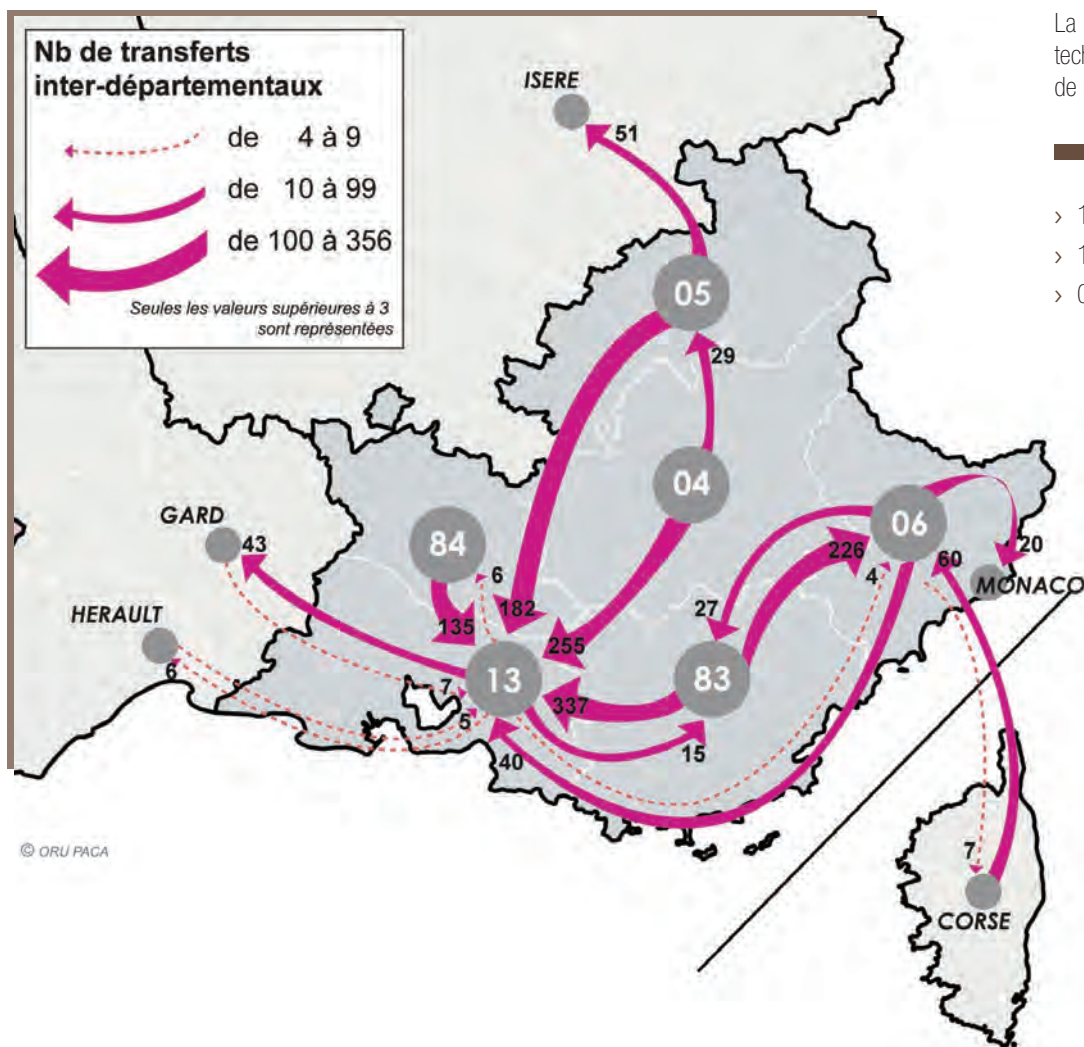 Nb de transferts
inter-départementaux
de 4 à 9
de 10 à 99
de 100 à 356
Seules les valeurs supérieures à 3
sont représentées
La
tech
de
› 1
› 1
› 0
ISERE
51
05
29
04
06
GARD
43
84
6
226
4
60
20
MONACO
HERAULT
6
182
135
255
27
13
7
5
337
83
15
40
7
CORSE
© ORU PACA